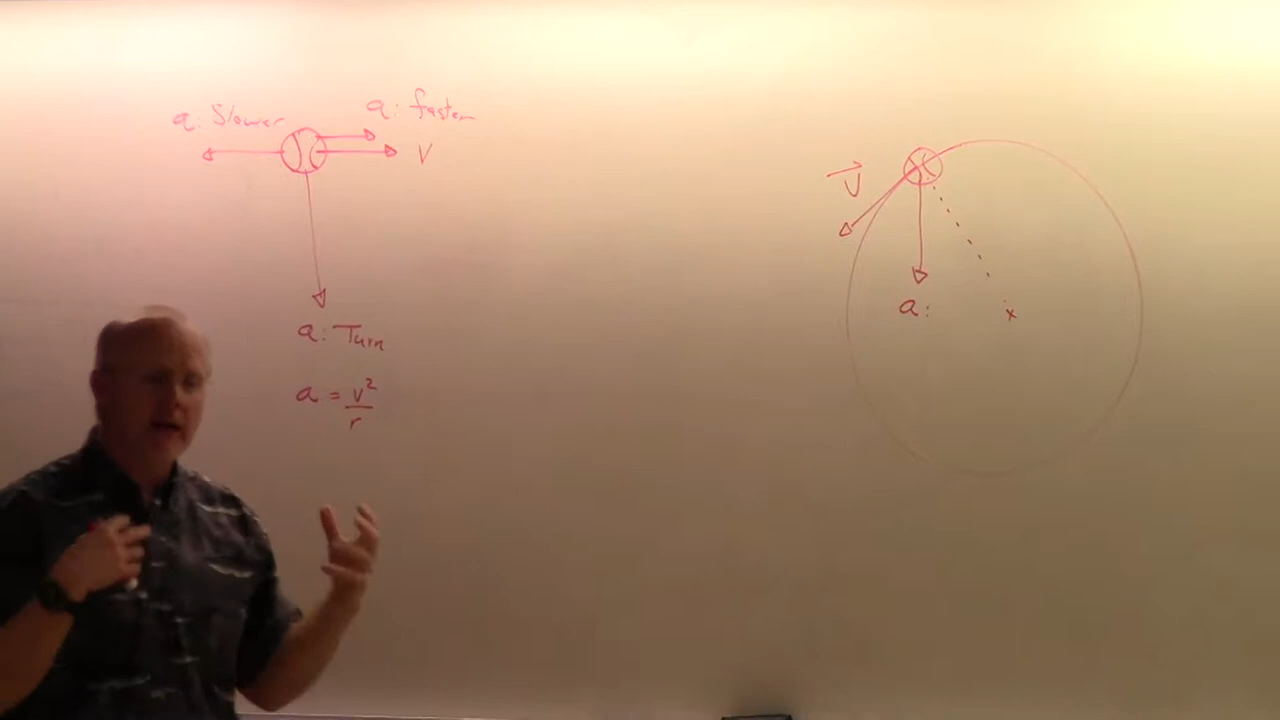 a: Slower
a: faster
V
a: Turn
a = v²/r
V⃗
a:
x